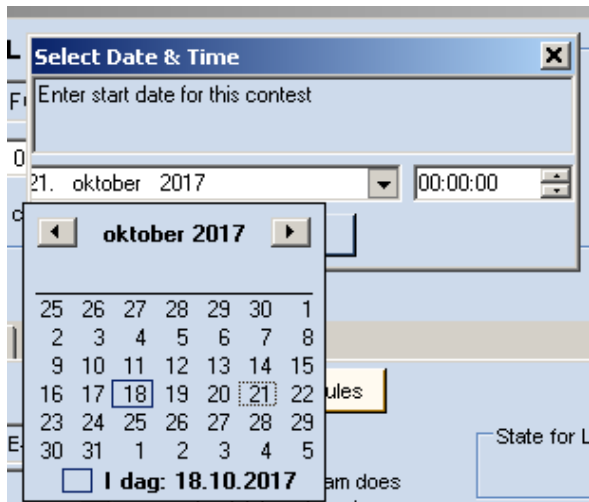 L
Select Date & Time
Enter start date for this contest
0
21. oktober 2017 00:00:00
oktober 2017
25 26 27 28 29 30 1
2 3 4 5 6 7 8
9 10 11 12 13 14 15
16 17 18 19 20 21 22
ules
23 24 25 26 27 28 29
30 31 1 2 3 4 5
State for L
I dag: 18.10.2017
am does